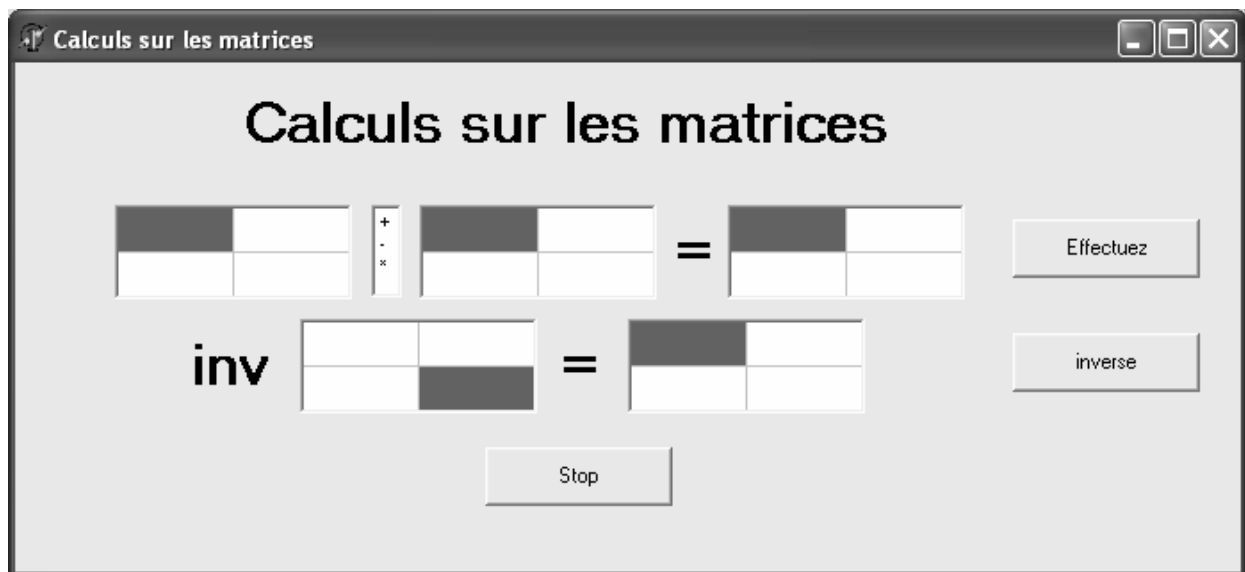 Calculs sur les matrices
Calculs sur les matrices
+
-
×
=
Effectuez
inv
=
inverse
Stop